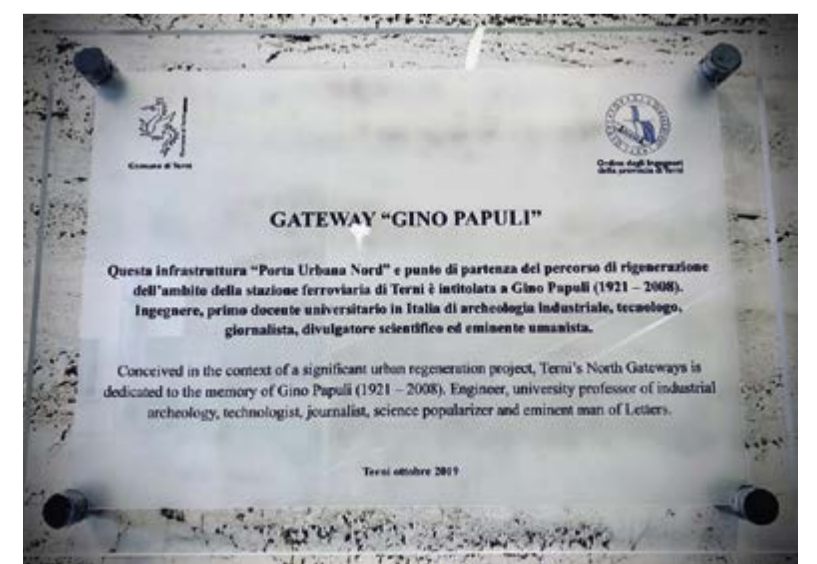 Comune di Terni
Ordine degli Ingegneri
della provincia di Terni
GATEWAY “GINO PAPULI”
Questa infrastruttura “Porta Urbana Nord” e punto di partenza del percorso di rigenerazione
dell’ambito della stazione ferroviaria di Terni è intitolata a Gino Papuli (1921 – 2008).
Ingegnere, primo docente universitario in Italia di archeologia industriale, tecnologo,
giornalista, divulgatore scientifico ed eminente umanista.
Conceived in the context of a significant urban regeneration project, Terni’s North Gateways is
dedicated to the memory of Gino Papuli (1921 – 2008). Engineer, university professor of industrial
archeology, technologist, journalist, science popularizer and eminent man of Letters.
Terni ottobre 2019